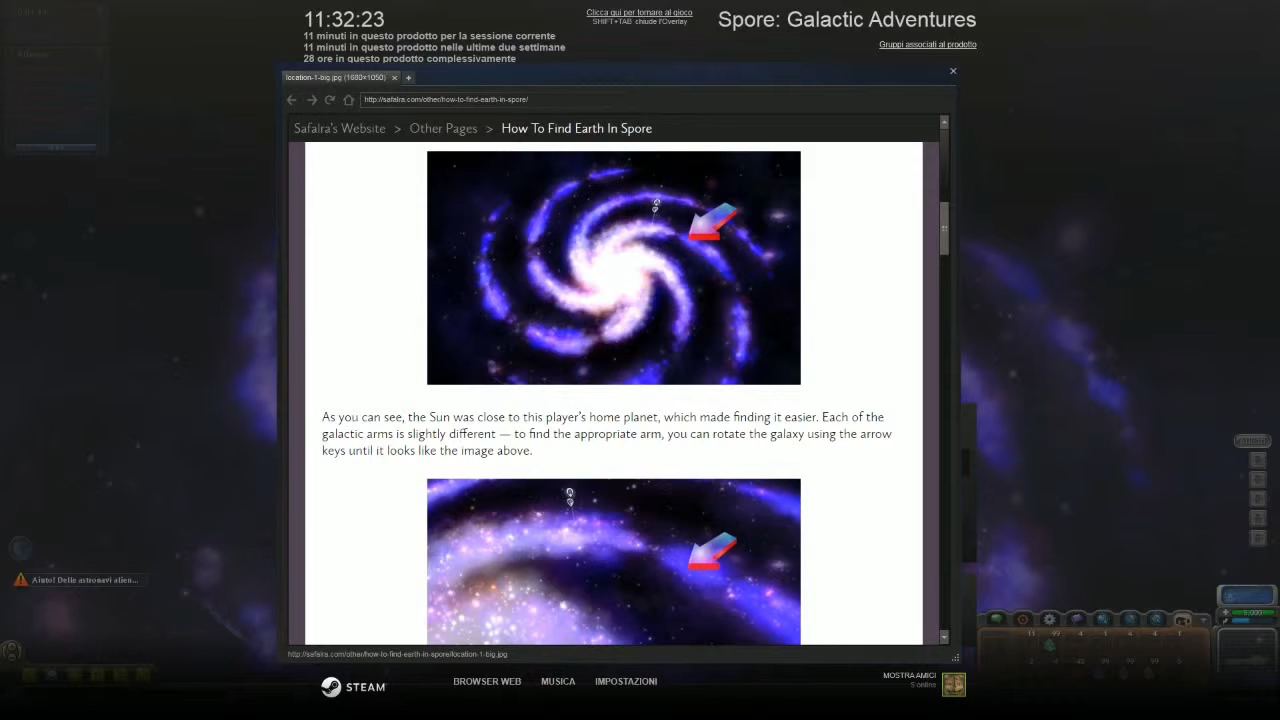 11:32:23
11 minuti in questo prodotto per la sessione corrente
11 minuti in questo prodotto nelle ultime due settimane
28 ore in questo prodotto complessivamente
Clicca qui per tornare al gioco
SHIFT+TAB chiude l'Overlay
Spore: Galactic Adventures
Gruppi associati al prodotto
location-1-big.jpg (1680×1050)
http://safalra.com/other/how-to-find-earth-in-spore/
Safalra's Website > Other Pages > How To Find Earth In Spore
As you can see, the Sun was close to this player's home planet, which made finding it easier. Each of the
galactic arms is slightly different — to find the appropriate arm, you can rotate the galaxy using the arrow
keys until it looks like the image above.
Aiuto! Delle astronavi alien...
5,000
http://safalra.com/other/how-to-find-earth-in-spore/location-1-big.jpg
STEAM
BROWSER WEB
MUSICA
IMPOSTAZIONI
MOSTRA AMICI
5 online